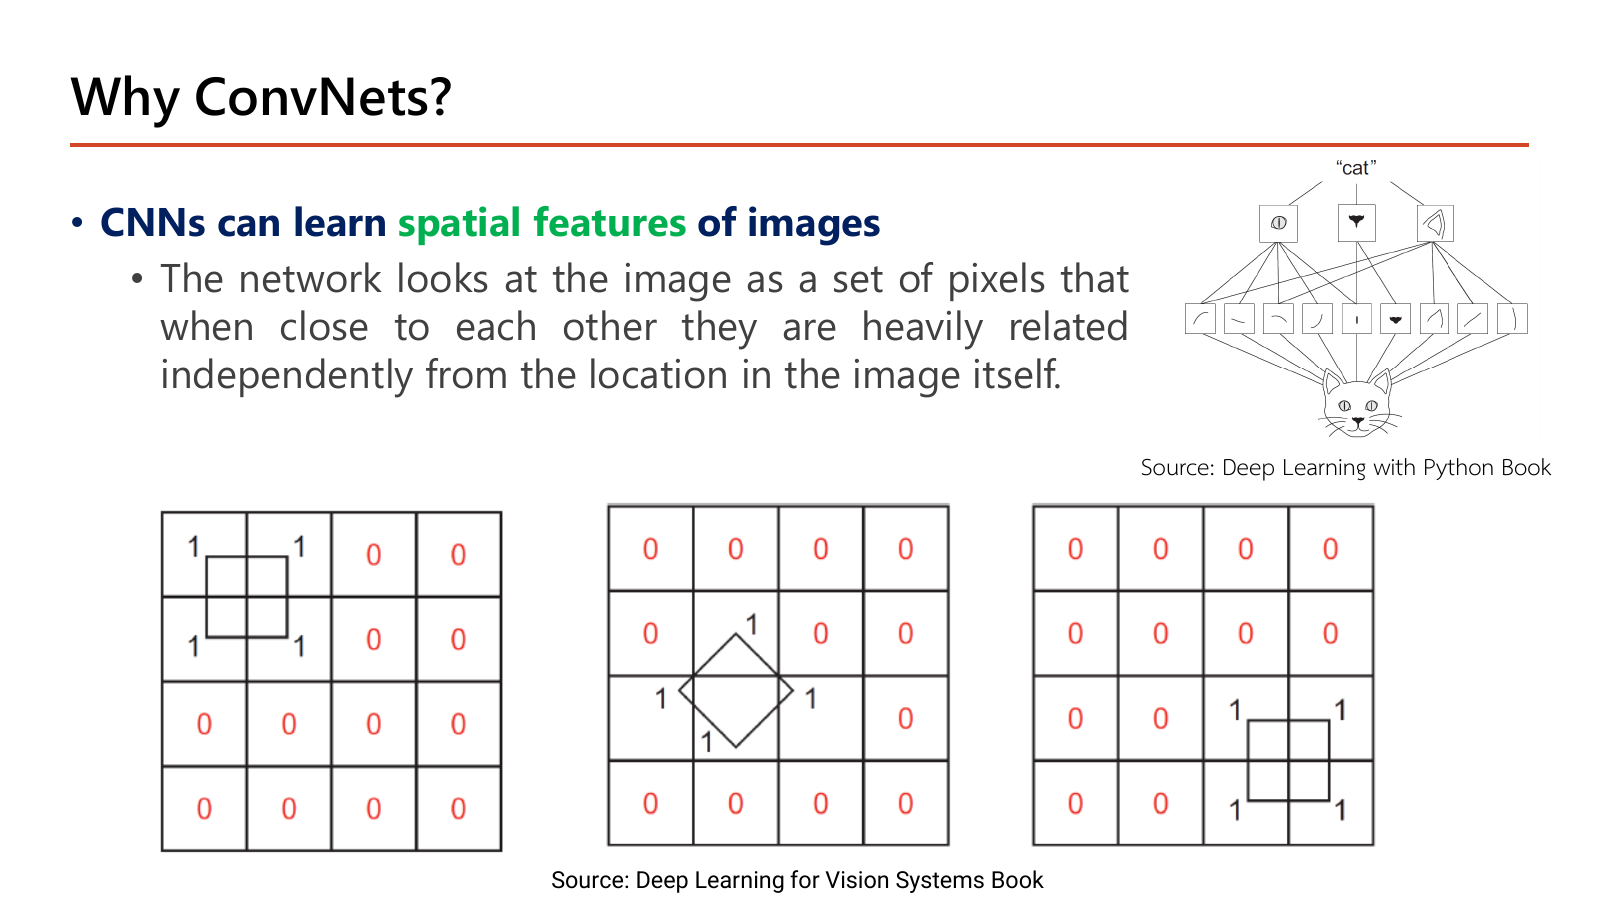 Why ConvNets?
• CNNs can learn spatial features of images
• The network looks at the image as a set of pixels that
when close to each other they are heavily related
independently from the location in the image itself.
“cat”
Source: Deep Learning with Python Book
1 1 0 0
1 1 0 0
0 0 0 0
0 0 0 0
0 0 0 0
0 1 0 0
1 1 1 0
0 0 0 0
0 0 0 0
0 0 0 0
0 0 1 1
0 0 1 1
Source: Deep Learning for Vision Systems Book